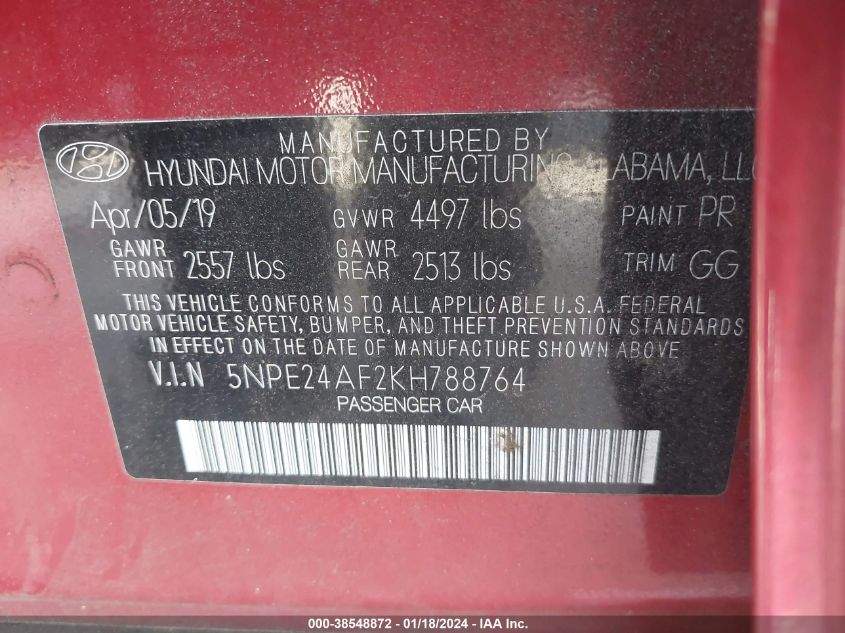 MANUFACTURED BY
HYUNDAI MOTOR MANUFACTURING ALABAMA, LLC
Apr/05/19 GVWR 4497 lbs PAINT PR
GAWR FRONT 2557 lbs GAWR REAR 2513 lbs TRIM GG
THIS VEHICLE CONFORMS TO ALL APPLICABLE U.S.A. FEDERAL
MOTOR VEHICLE SAFETY, BUMPER, AND THEFT PREVENTION STANDARDS
IN EFFECT ON THE DATE OF MANUFACTURE SHOWN ABOVE.
V.I.N 5NPE24AF2KH788764
PASSENGER CAR
000-38548872 - 01/18/2024 - IAA, Inc.